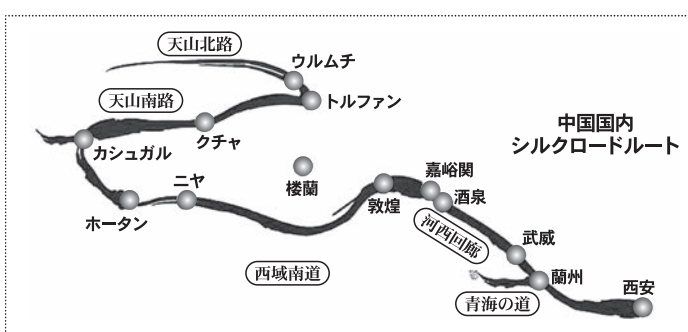 天山北路
ウルムチ
天山南路
トルファン
クチャ
カシュガル
中国国内
シルクロードルート
楼蘭
ニヤ
ホータン
敦煌
嘉峪関
酒泉
河西回廊
武威
西域南道
蘭州
青海の道
西安